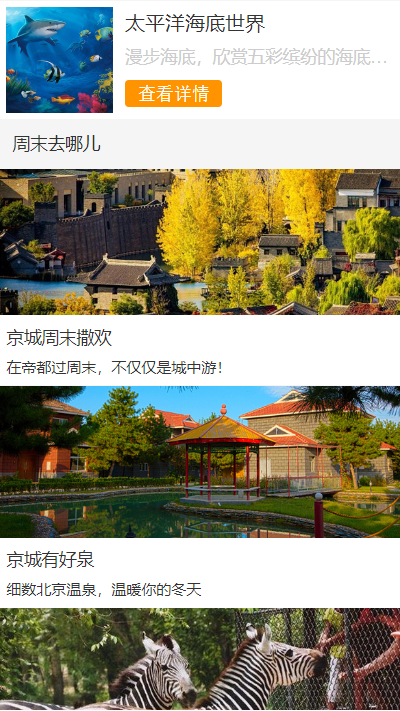 太平洋海底世界
漫步海底，欣赏五彩缤纷的海底…
查看详情
周末去哪儿
京城周末撒欢
在帝都过周末，不仅仅是城中游！
京城有好泉
细数北京温泉，温暖你的冬天